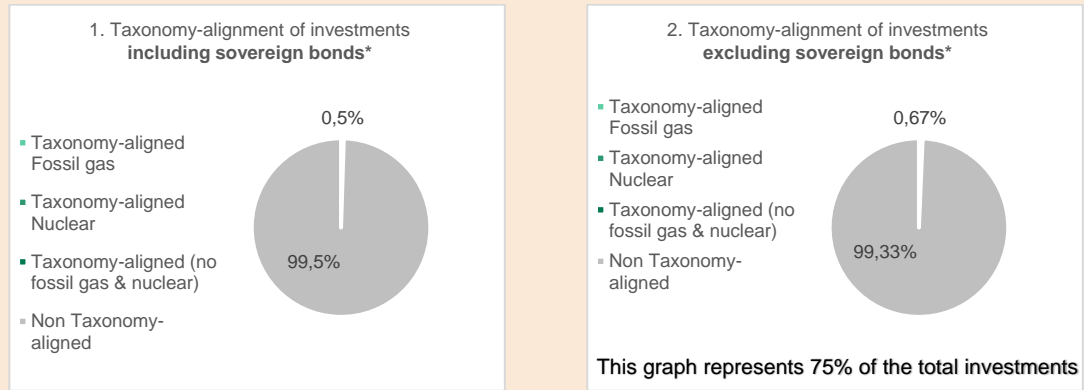 1. Taxonomy-alignment of investments
including sovereign bonds*
0,5%
Taxonomy-aligned
Fossil gas
Taxonomy-aligned
Nuclear
Taxonomy-aligned (no
fossil gas & nuclear)
Non Taxonomy-
aligned
99,5%
2. Taxonomy-alignment of investments
excluding sovereign bonds*
0,67%
Taxonomy-aligned
Fossil gas
Taxonomy-aligned
Nuclear
Taxonomy-aligned (no
fossil gas & nuclear)
Non Taxonomy-
aligned
99,33%
This graph represents 75% of the total investments